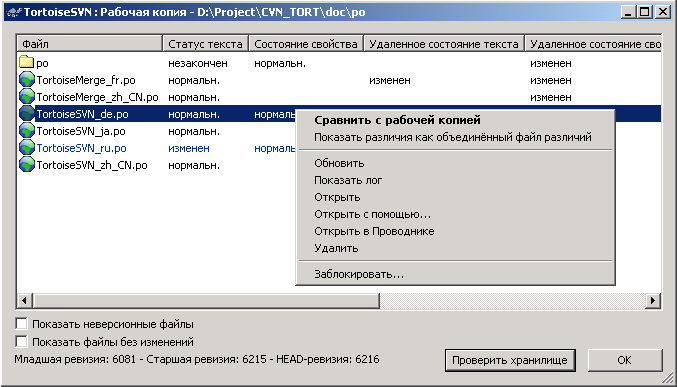 TortoiseSVN : Рабочая копия - D:\Project\CVN_TORT\doc\po
Файл Статус текста Состояние свойства Удаленное состояние текста Удаленное состояние сво
po незакончен нормальн. изменен
TortoiseMerge_fr.po нормальн. изменен
TortoiseMerge_zh_CN.po нормальн. изменен
TortoiseSVN_de.po нормальн. нормаль
TortoiseSVN_ja.po нормальн.
TortoiseSVN_ru.po изменен нормаль
TortoiseSVN_zh_CN.po нормальн.
Сравнить с рабочей копией
Показать различия как объединённый файл различий
Обновить
Показать лог
Открыть
Открыть с помощью...
Открыть в Проводнике
Удалить
Заблокировать...
Показать неверсионные файлы
Показать файлы без изменений
Младшая ревизия: 6081 - Старшая ревизия: 6215 - HEAD-ревизия: 6216
Проверить хранилище
OK